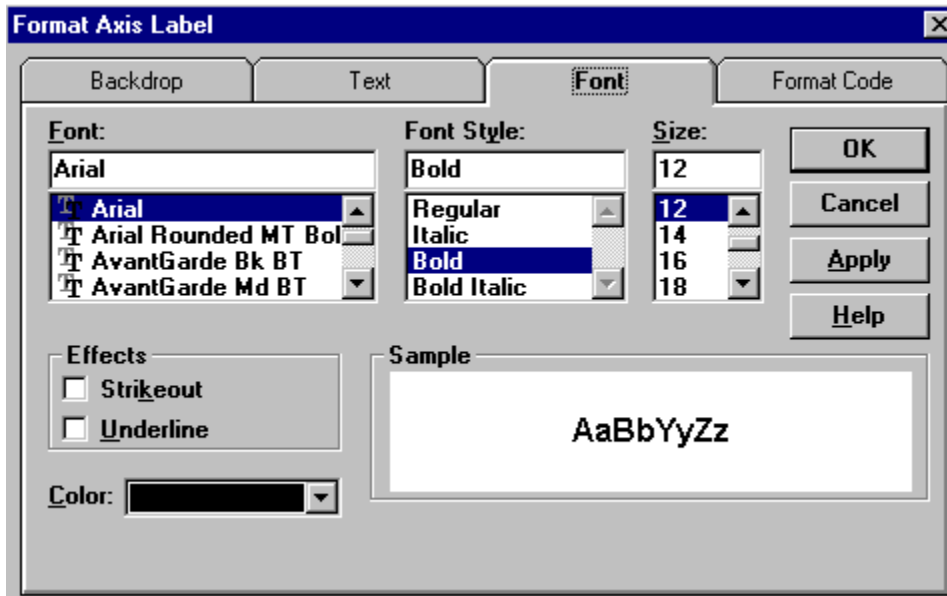 Format Axis Label
Backdrop Text Font Format Code
Font: Font Style: Size:
Arial Bold 12
OK
Cancel
Apply
Help
Arial
Arial Rounded MT Bol
AvantGarde Bk BT
AvantGarde Md BT
Regular
Italic
Bold
Bold Italic
12
14
16
18
Effects
Strikeout
Underline
Color:
Sample
AaBbYyZz